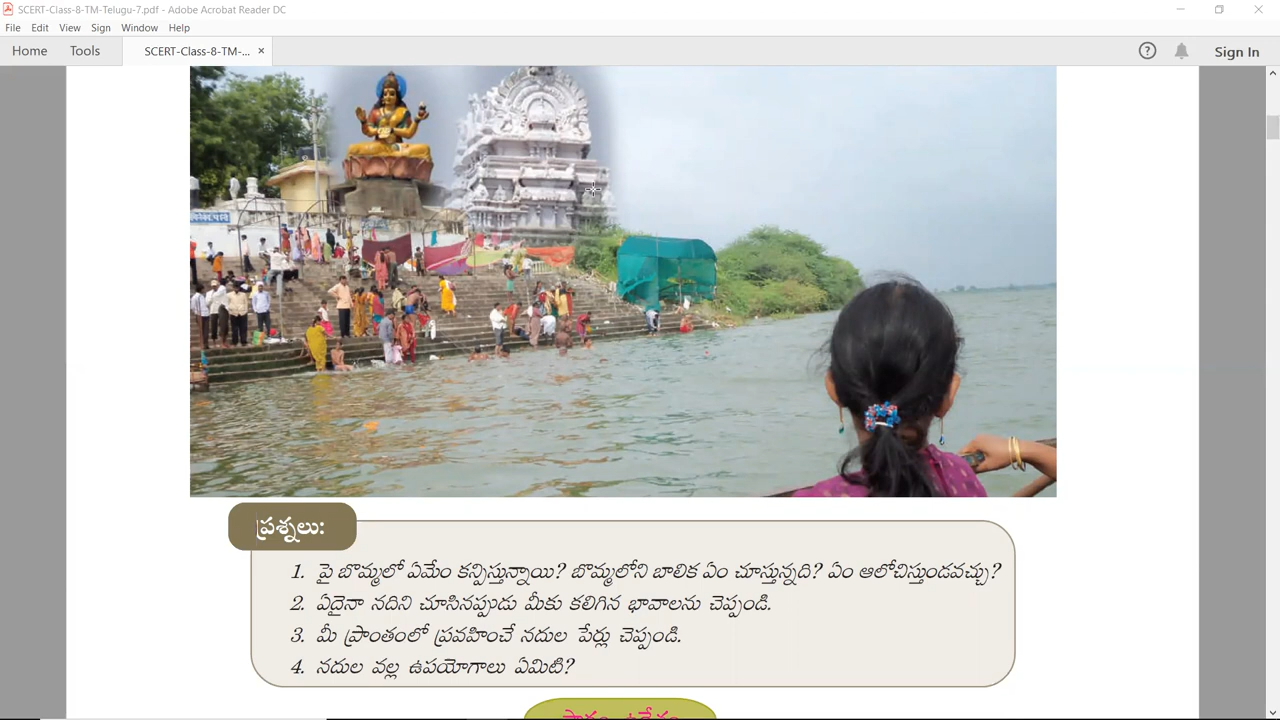 SCERT-Class-8-TM-Telugu-7.pdf - Adobe Acrobat Reader DC
File Edit View Sign Window Help
Home Tools SCERT-Class-8-TM-... × Sign In
ప్రశ్నలు:
1. పై బొమ్మలో ఏమేం కన్పిస్తున్నాయి? బొమ్మలోని బాలిక ఏం చూస్తున్నది? ఏం ఆలోచిస్తుండవచ్చు?
2. ఏదైనా నదిని చూసినప్పుడు మీకు కలిగిన భావాలను చెప్పండి.
3. మీ ప్రాంతంలో ప్రవహించే నదుల పేర్లు చెప్పండి.
4. నదుల వల్ల ఉపయోగాలు ఏమిటి?